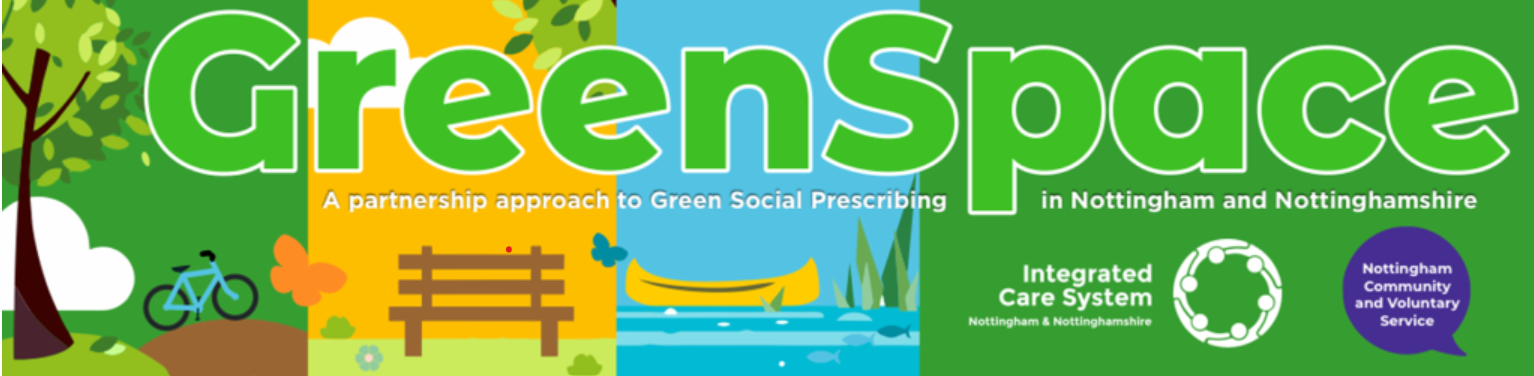 GreenSpace
A partnership approach to Green Social Prescribing in Nottingham and Nottinghamshire
Integrated
Care System
Nottingham & Nottinghamshire
Nottingham
Community
and Voluntary
Service